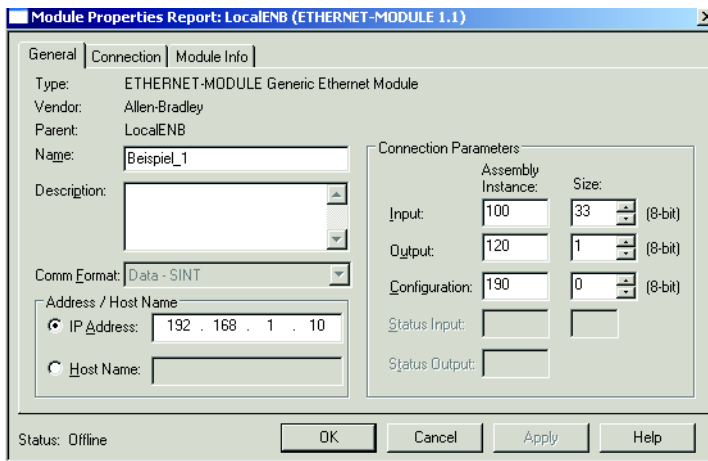 Module Properties Report: LocalENB (ETHERNET-MODULE 1.1)
General Connection Module Info
Type: ETHERNET-MODULE Generic Ethernet Module
Vendor: Allen-Bradley
Parent: LocalENB
Name: Beispiel_1
Description:
Comm Format: Data - SINT
Address / Host Name
IP Address: 192 . 168 . 1 . 10
Host Name:
Connection Parameters
Assembly
Instance: Size:
Input: 100 33 (8-bit)
Output: 120 1 (8-bit)
Configuration: 190 0 (8-bit)
Status Input:
Status Output:
Status: Offline
OK Cancel Apply Help